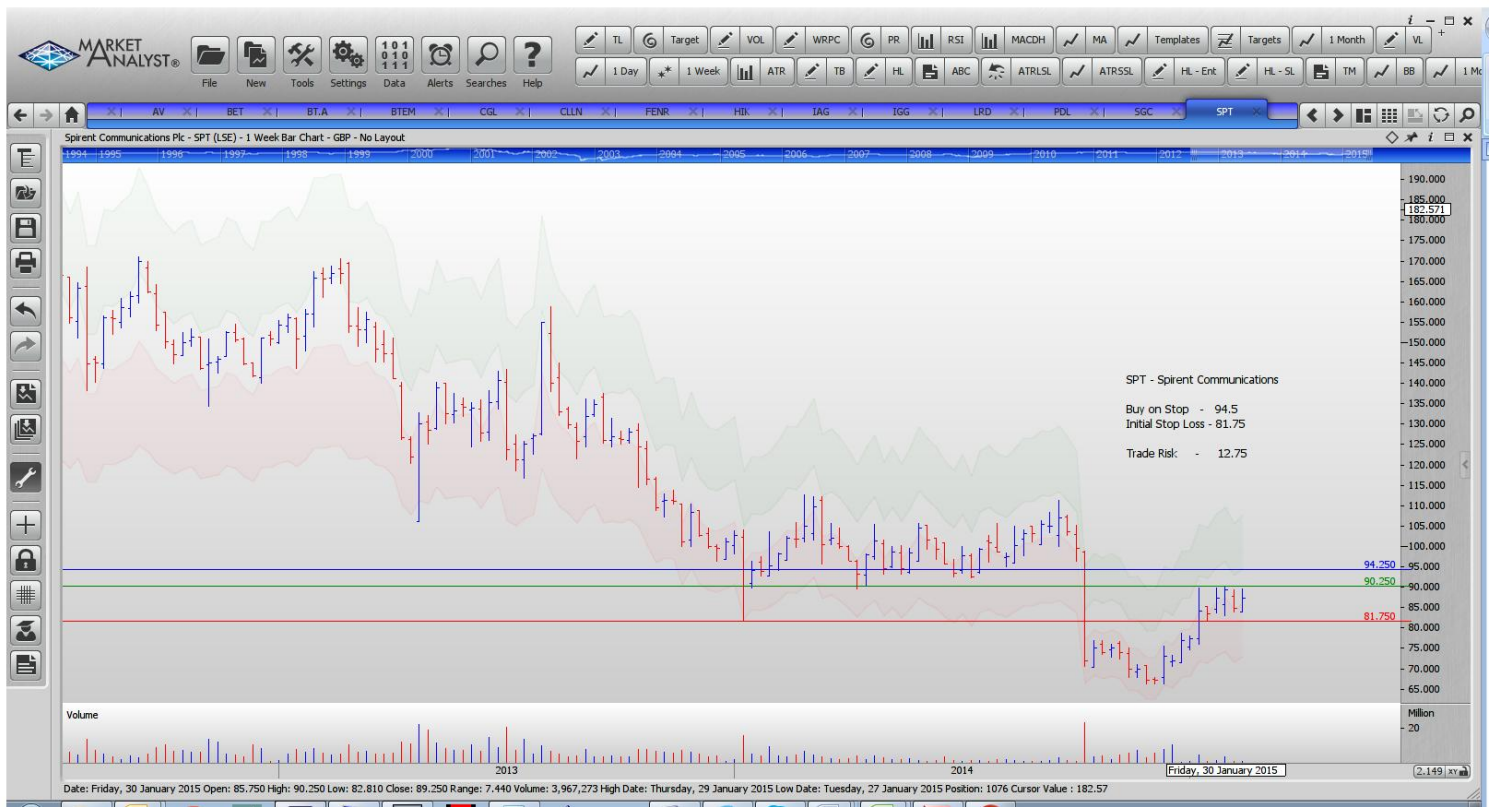 i
MARKET ANALYST®
File New Tools Settings Data Alerts Searches Help
TL Target VOL WRPC PR RSI MACDH MA Templates Targets 1 Month VL
1 Day 1 Week ATR TB HL ABC ATRLSL ATRSSL HL - Ent HL - SL TM BB
AV BET BT.A BTEM CGL CLLN FENR HIK IAG IGG LRD PDL SGC SPT
Spirent Communications Plc - SPT (LSE) - 1 Week Bar Chart - GBP - No Layout
i
1994 1995 1996 1997 1998 1999 2000 2001 2002 2003 2004 2005 2006 2007 2008 2009 2010 2011 2012 2013 2014 2015
190.000
185.000
182.571
180.000
175.000
170.000
165.000
160.000
155.000
150.000
145.000
140.000
135.000
130.000
125.000
120.000
115.000
110.000
105.000
100.000
95.000
90.000
85.000
80.000
75.000
70.000
65.000
SPT - Spirent Communications
Buy on Stop - 94.5
Initial Stop Loss - 81.75
Trade Risk - 12.75
94.250
90.250
81.750
Volume
Million
20
2013 2014
Friday, 30 January 2015
2.149 XY
Date: Friday, 30 January 2015 Open: 85.750 High: 90.250 Low: 82.810 Close: 89.250 Range: 7.440 Volume: 3,967,273 High Date: Thursday, 29 January 2015 Low Date: Tuesday, 27 January 2015 Position: 1076 Cursor Value : 182.57